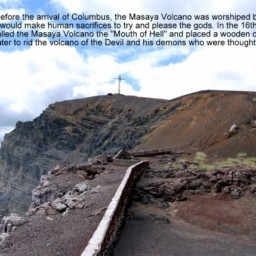 efore the arrival of Columbus, the Masaya Volcano was worshiped b
would make human sacrifices to try and please the gods. In the 16th
lled the Masaya Volcano the "Mouth of Hell" and placed a wooden c
ater to rid the volcano of the Devil and his demons who were thought